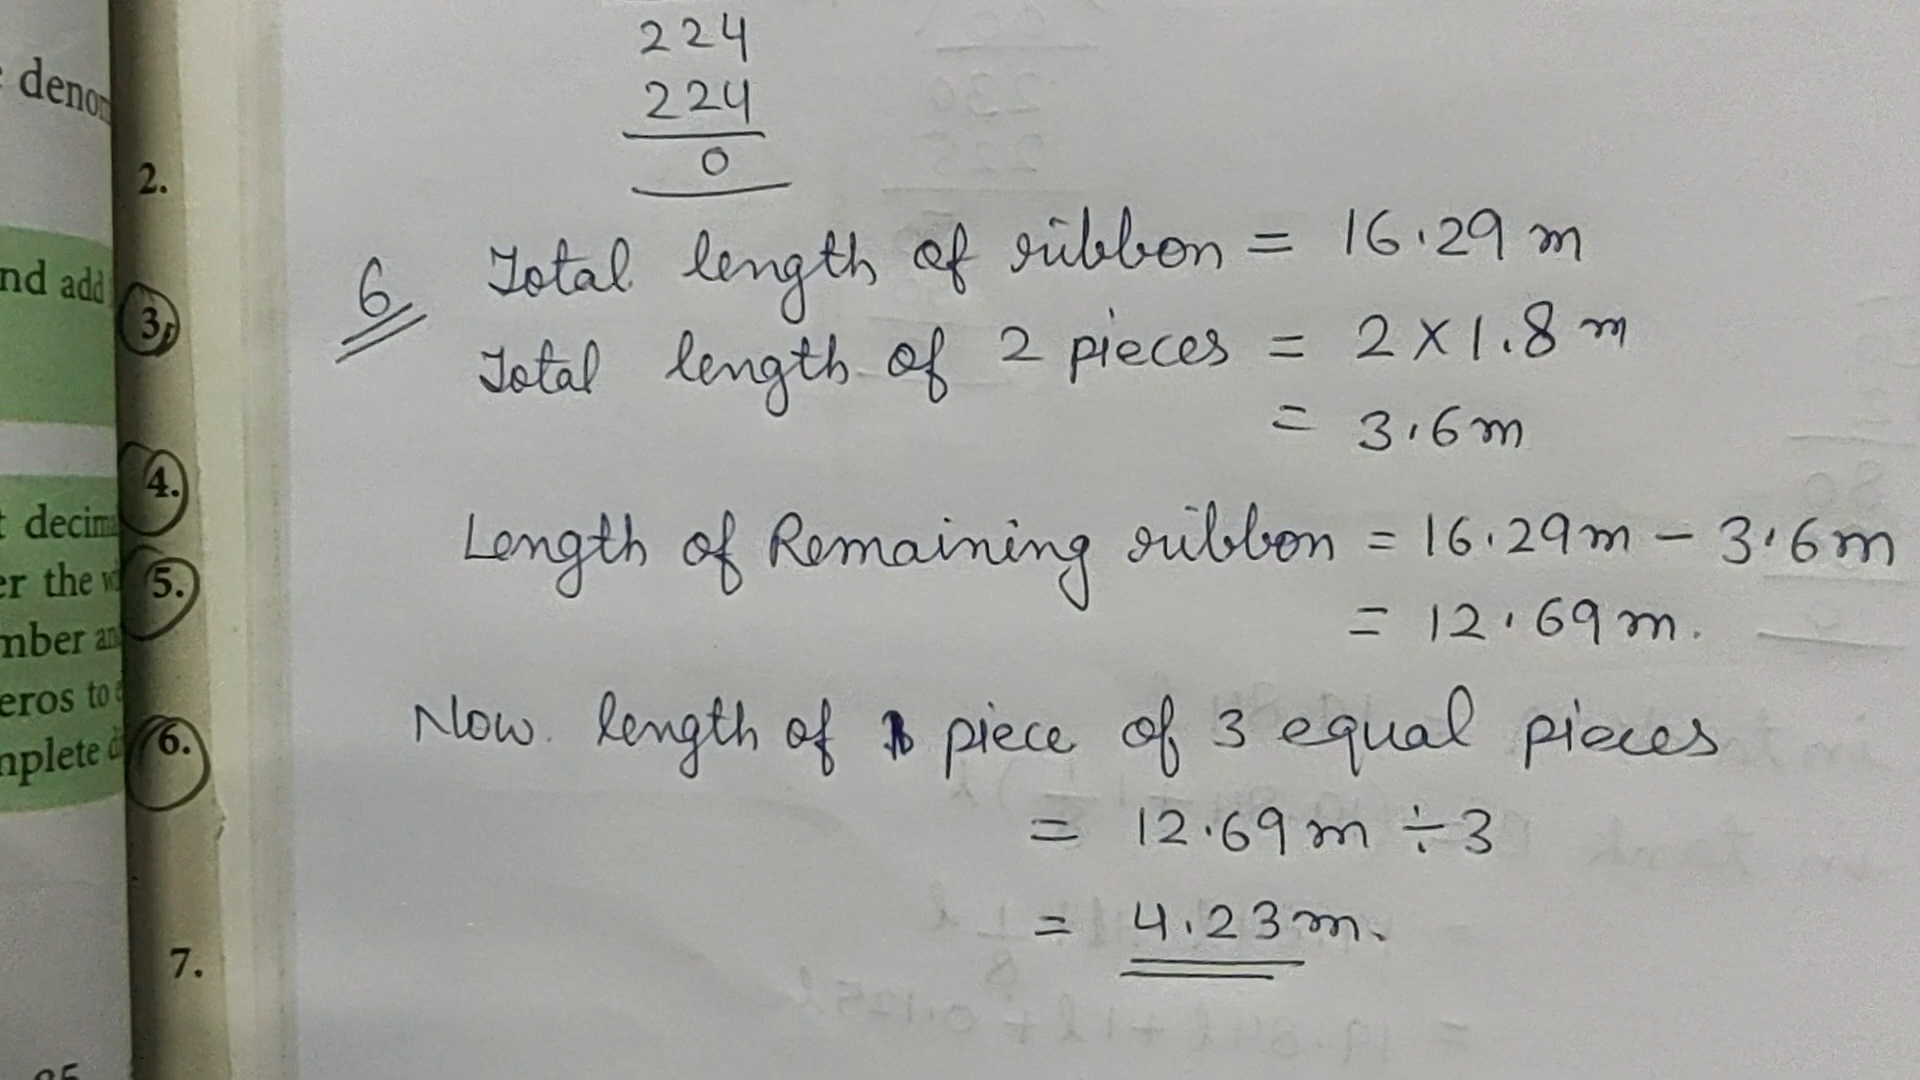 denom
2.
nd add
3.
4.
decima
er the w
5.
mber an
eros to
mplete d
6.
7.
224
224
0
6 Total length of ribbon = 16.29 m
Total length of 2 pieces = 2 × 1.8 m
= 3.6 m
Length of Remaining ribbon = 16.29 m - 3.6 m
= 12.69 m.
Now length of piece of 3 equal pieces
= 12.69 m ÷ 3
= 4.23 m.